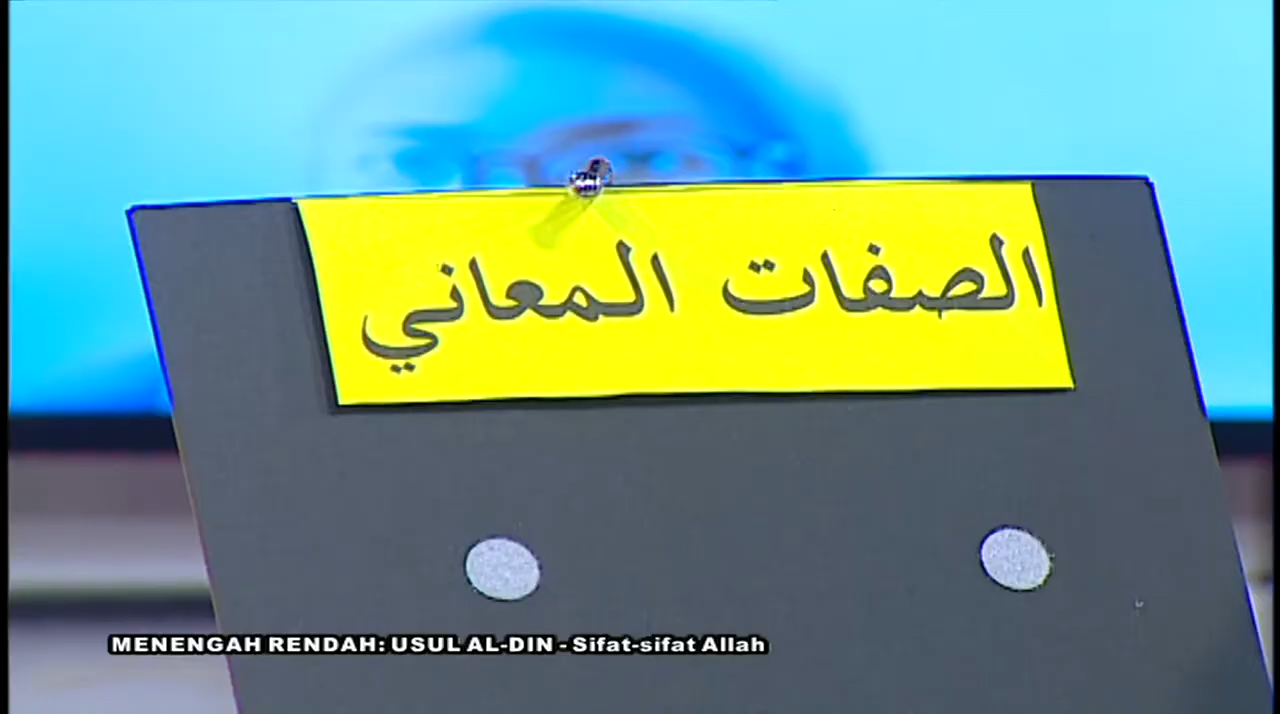 الصفات المعاني
MENENGAH RENDAH: USUL AL-DIN - Sifat-sifat Allah